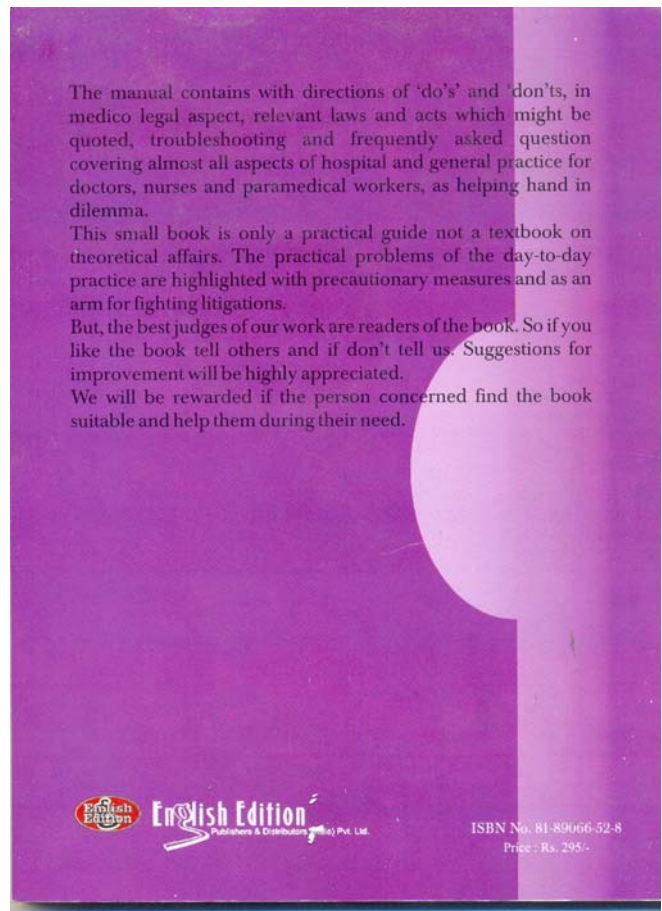 The manual contains with directions of 'do's' and 'don'ts, in
medico legal aspect, relevant laws and acts which might be
quoted, troubleshooting and frequently asked question
covering almost all aspects of hospital and general practice for
doctors, nurses and paramedical workers, as helping hand in
dilemma.
This small book is only a practical guide not a textbook on
theoretical affairs. The practical problems of the day-to-day
practice are highlighted with precautionary measures and as an
arm for fighting litigations.
But, the best judges of our work are readers of the book. So if you
like the book tell others and if don't tell us. Suggestions for
improvement will be highly appreciated.
We will be rewarded if the person concerned find the book
suitable and help them during their need.
English
Edition
English Edition
Publishers & Distributors Pvt. Ltd.
ISBN No. 81-89066-52-8
Price : Rs. 295/-